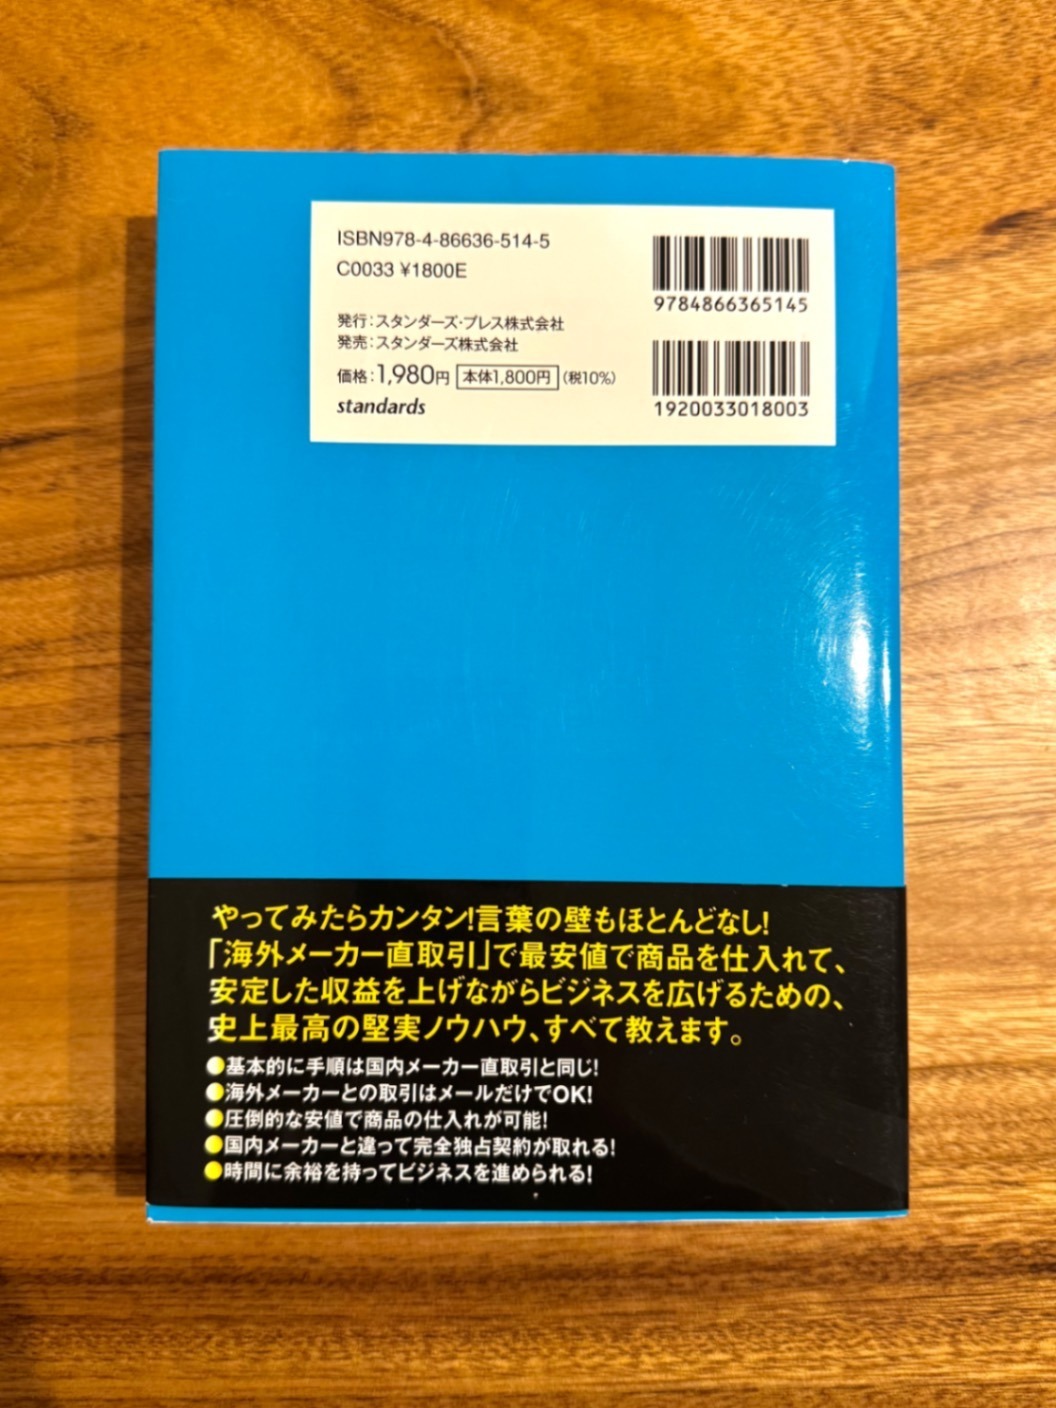 ISBN978-4-86636-514-5
C0033 ¥1800E
発行：スタンダーズ・プレス株式会社
発売：スタンダーズ株式会社
価格：1,980円 本体1,800円 （税10%）
standards
9784866365145
1920033018003
やってみたらカンタン！言葉の壁もほとんどなし！
「海外メーカー直取引」で最安値で商品を仕入れて、
安定した収益を上げながらビジネスを広げるための、
史上最高の堅実ノウハウ、すべて教えます。
●基本的に手順は国内メーカー直取引と同じ！
●海外メーカーとの取引はメールだけでOK！
●圧倒的な安値で商品の仕入れが可能！
●国内メーカーと違って完全独占契約が取れる！
●時間に余裕を持ってビジネスを進められる！